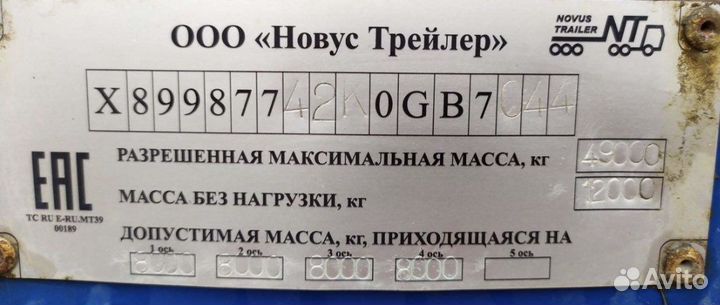 ООО «Новус Трейлер»
NOVUS
TRAILER
NT
X89987742K0GB7044
РАЗРЕШЕННАЯ МАКСИМАЛЬНАЯ МАССА, кг 49000
МАССА БЕЗ НАГРУЗКИ, кг 12000
EAC
TC RU E-RU.MT39
00189
ДОПУСТИМАЯ МАССА, кг, ПРИХОДЯЩАЯСЯ НА
1 ось 2 ось 3 ось 4 ось 5 ось
8000 8000 8000 8000
Avito